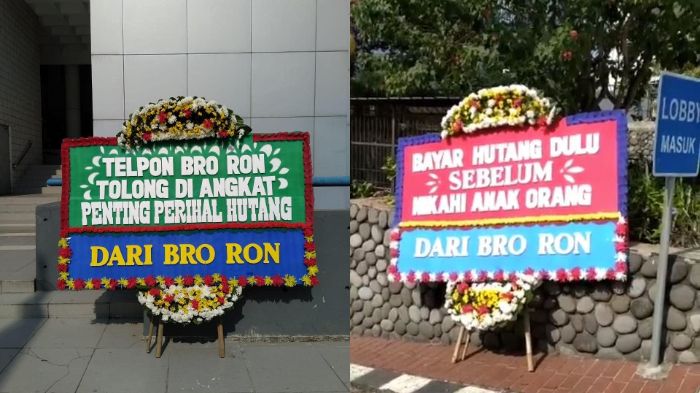 TELPON BRO RON
TOLONG DI ANGKAT
PENTING PERIHAL HUTANG
DARI BRO RON
BAYAR HUTANG DULU
SEBELUM
NIKAHI ANAK ORANG
DARI BRO RON
LOBBY
MASUK